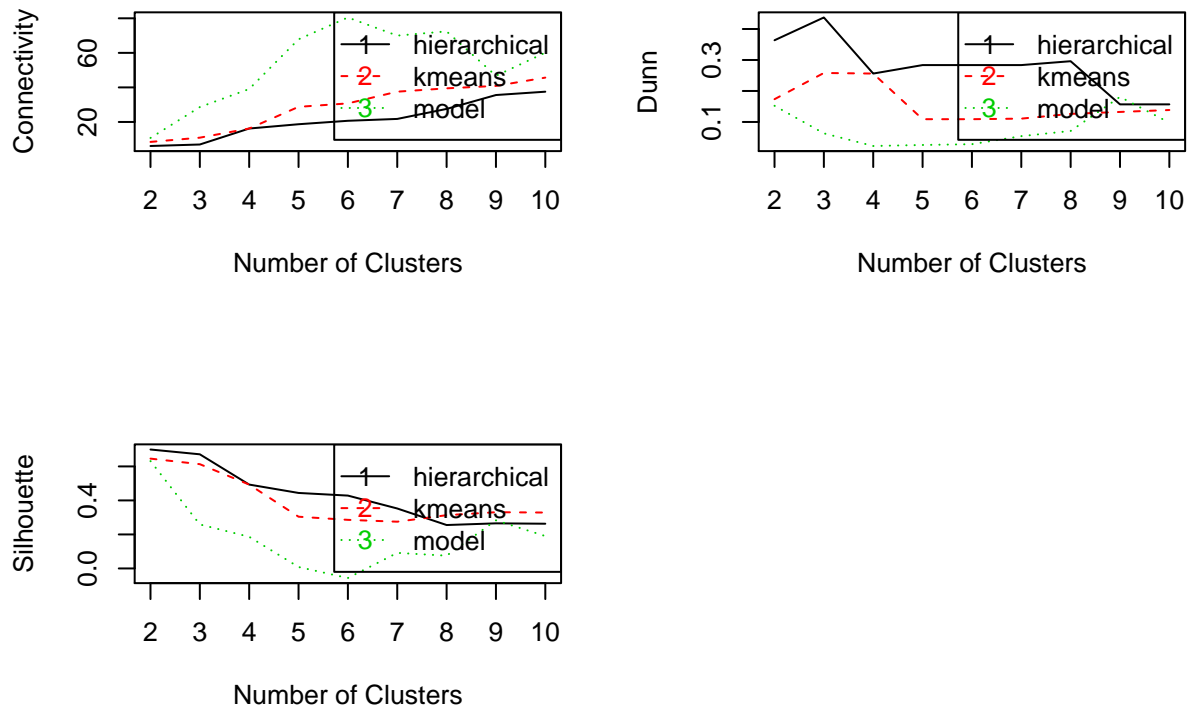 Connectivity
20
60
1 hierarchical
2 kmeans
3 model
2 3 4 5 6 7 8 9 10
Number of Clusters
Dunn
0.1
0.3
1 hierarchical
2 kmeans
3 model
2 3 4 5 6 7 8 9 10
Number of Clusters
Silhouette
0.0
0.4
1 hierarchical
2 kmeans
3 model
2 3 4 5 6 7 8 9 10
Number of Clusters